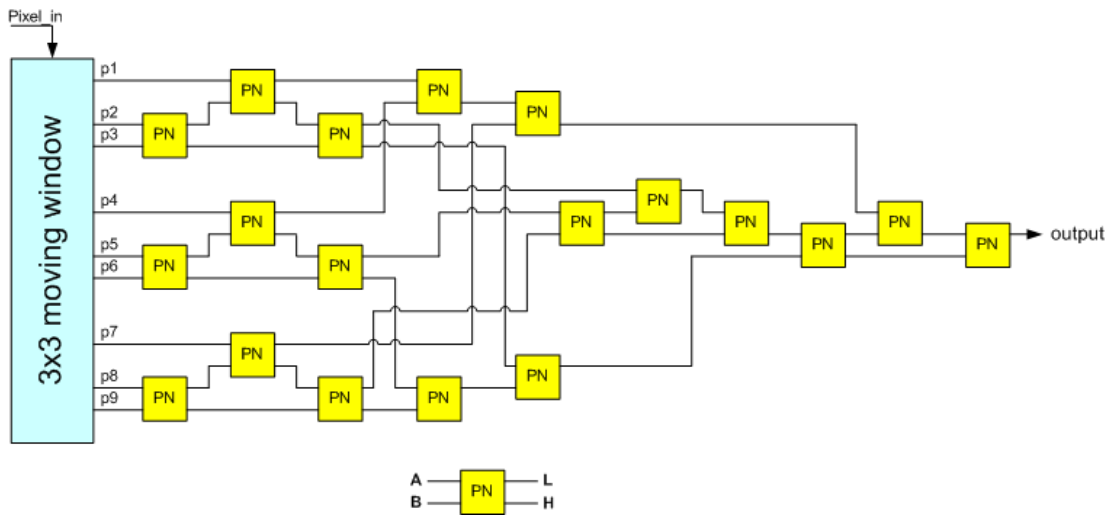 Pixel_in
3x3 moving window
p1
PN
PN
PN
p2
p3
PN
PN
p4
PN
PN
PN
PN
PN
p5
p6
PN
PN
PN
PN
output
p7
PN
PN
p8
p9
PN
PN
PN
A
B
PN
L
H